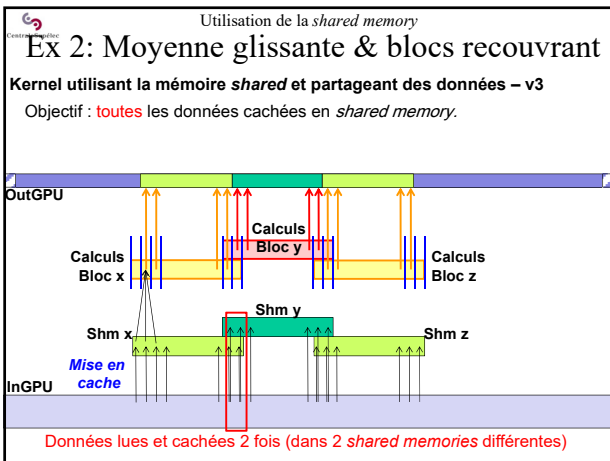 CentraleSupélec
Utilisation de la shared memory
Ex 2: Moyenne glissante & blocs recouvrant
Kernel utilisant la mémoire shared et partageant des données – v3
Objectif : toutes les données cachées en shared memory.
OutGPU
Calculs
Bloc y
Calculs
Bloc x
Calculs
Bloc z
Shm y
Shm x
Shm z
Mise en
cache
InGPU
Données lues et cachées 2 fois (dans 2 shared memories différentes)